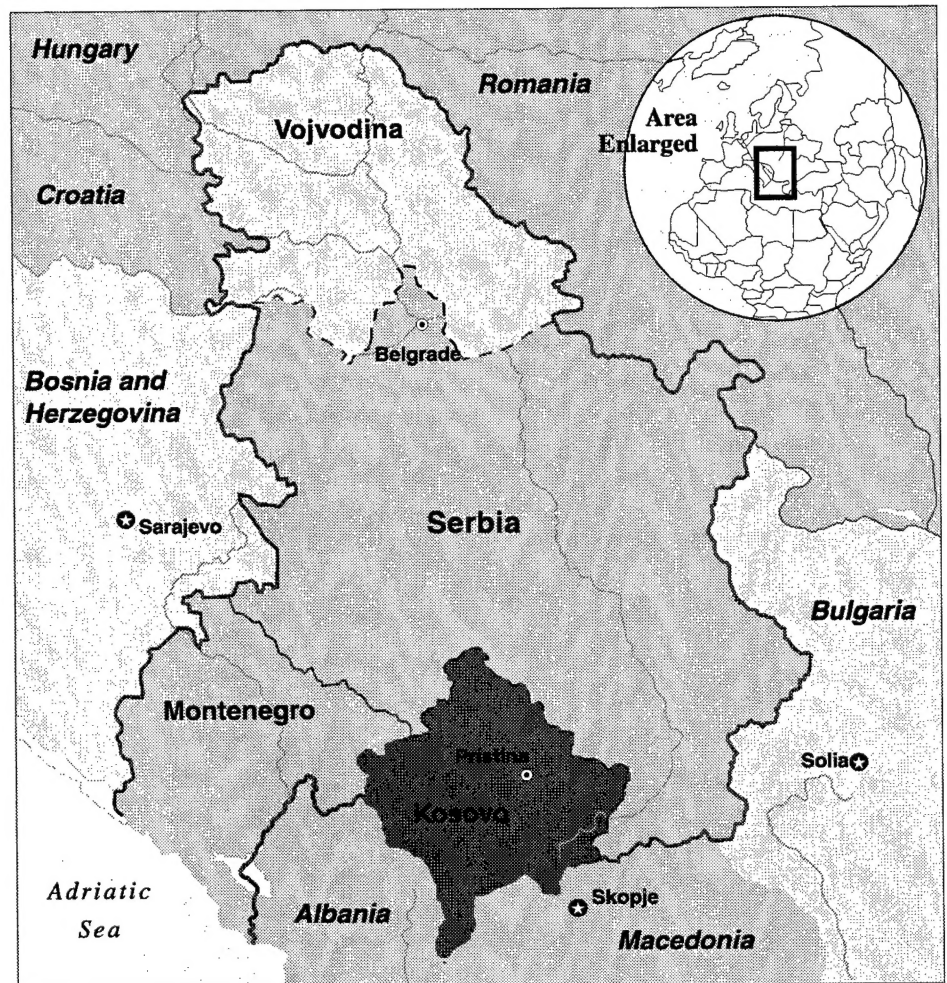 Hungary
Romania
Area
Enlarged
Vojvodina
Croatia
Belgrade
Bosnia and
Herzegovina
Serbia
Sarajevo
Bulgaria
Montenegro
Pristina
Solia
Kosovo
Adriatic
Sea
Albania
Skopje
Macedonia